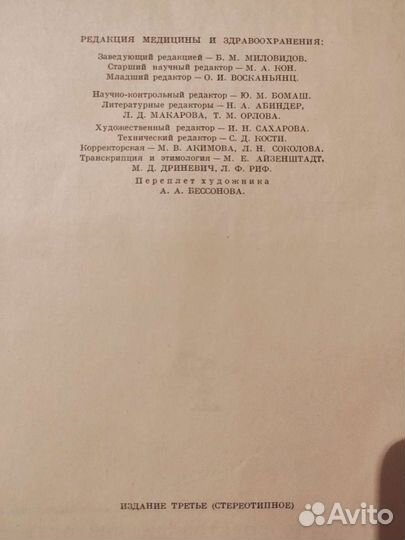 РЕДАКЦИЯ МЕДИЦИНЫ И ЗДРАВООХРАНЕНИЯ:
Заведующий редакцией — Б. М. МИЛОВИДОВ.
Старший научный редактор — М. А. КОН.
Младший редактор — О. И. ВОСКАНЬЯНЦ.
Научно-контрольный редактор — Ю. М. БОМАШ.
Литературные редакторы — Н. А. АБИНДЕР,
Л. Д. МАКАРОВА, Т. М. ОРЛОВА.
Художественный редактор — И. Н. САХАРОВА.
Технический редактор — С. Д. КОСТИ.
Корректорская — М. В. АКИМОВА, Л. Н. СОКОЛОВА.
Транскрипция и этимология — М. Е. АЙЗЕНШТАДТ,
М. Д. ДРИНЕВИЧ, Л. Ф. РИФ.
Переплет художника
А. А. БЕССОНОВА.
ИЗДАНИЕ ТРЕТЬЕ (СТЕРЕОТИПНОЕ)
Avito